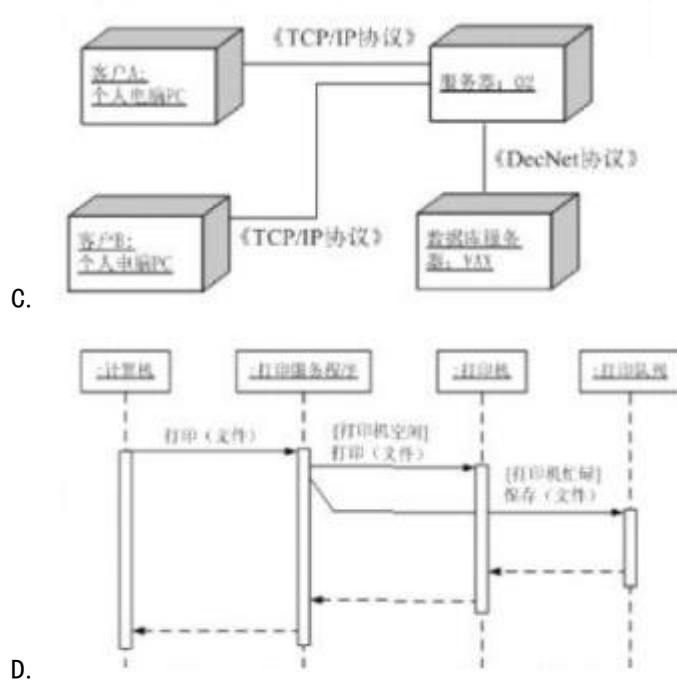 《TCP/IP协议》
客户A:
个人电脑PC
服务器：O2
《DecNet协议》
客户B:
个人电脑PC
《TCP/IP协议》
数据库服务
器：VAX
C.
:计算机
:打印服务程序
:打印机
:打印队列
打印（文件）
[打印机空闲]
打印（文件）
[打印机忙碌]
保存（文件）
D.